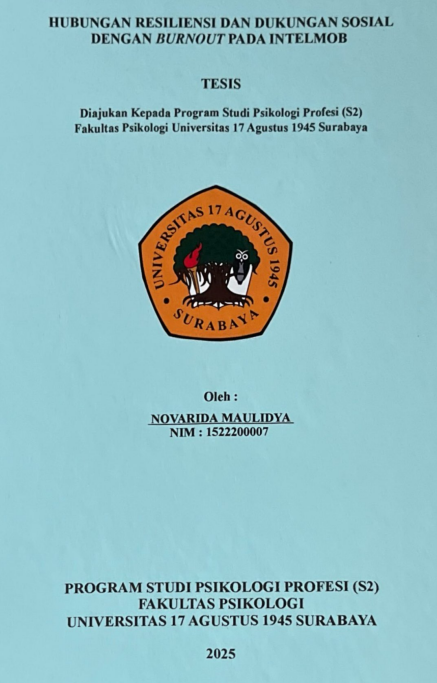 HUBUNGAN RESILIENSI DAN DUKUNGAN SOSIAL
DENGAN BURNOUT PADA INTELMOB
TESIS
Diajukan Kepada Program Studi Psikologi Profesi (S2)
Fakultas Psikologi Universitas 17 Agustus 1945 Surabaya
UNIVERSITAS 17 AGUSTUS 1945
SURABAYA
Oleh :
NOVARIDA MAULIDYA
NIM : 1522200007
PROGRAM STUDI PSIKOLOGI PROFESI (S2)
FAKULTAS PSIKOLOGI
UNIVERSITAS 17 AGUSTUS 1945 SURABAYA
2025